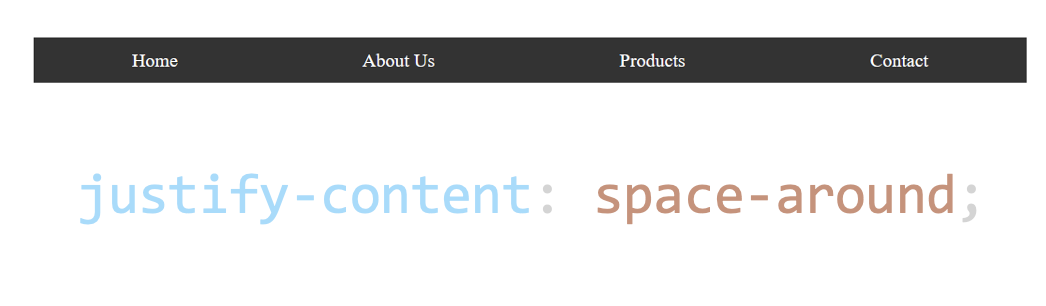 Home About Us Products Contact
justify-content: space-around;